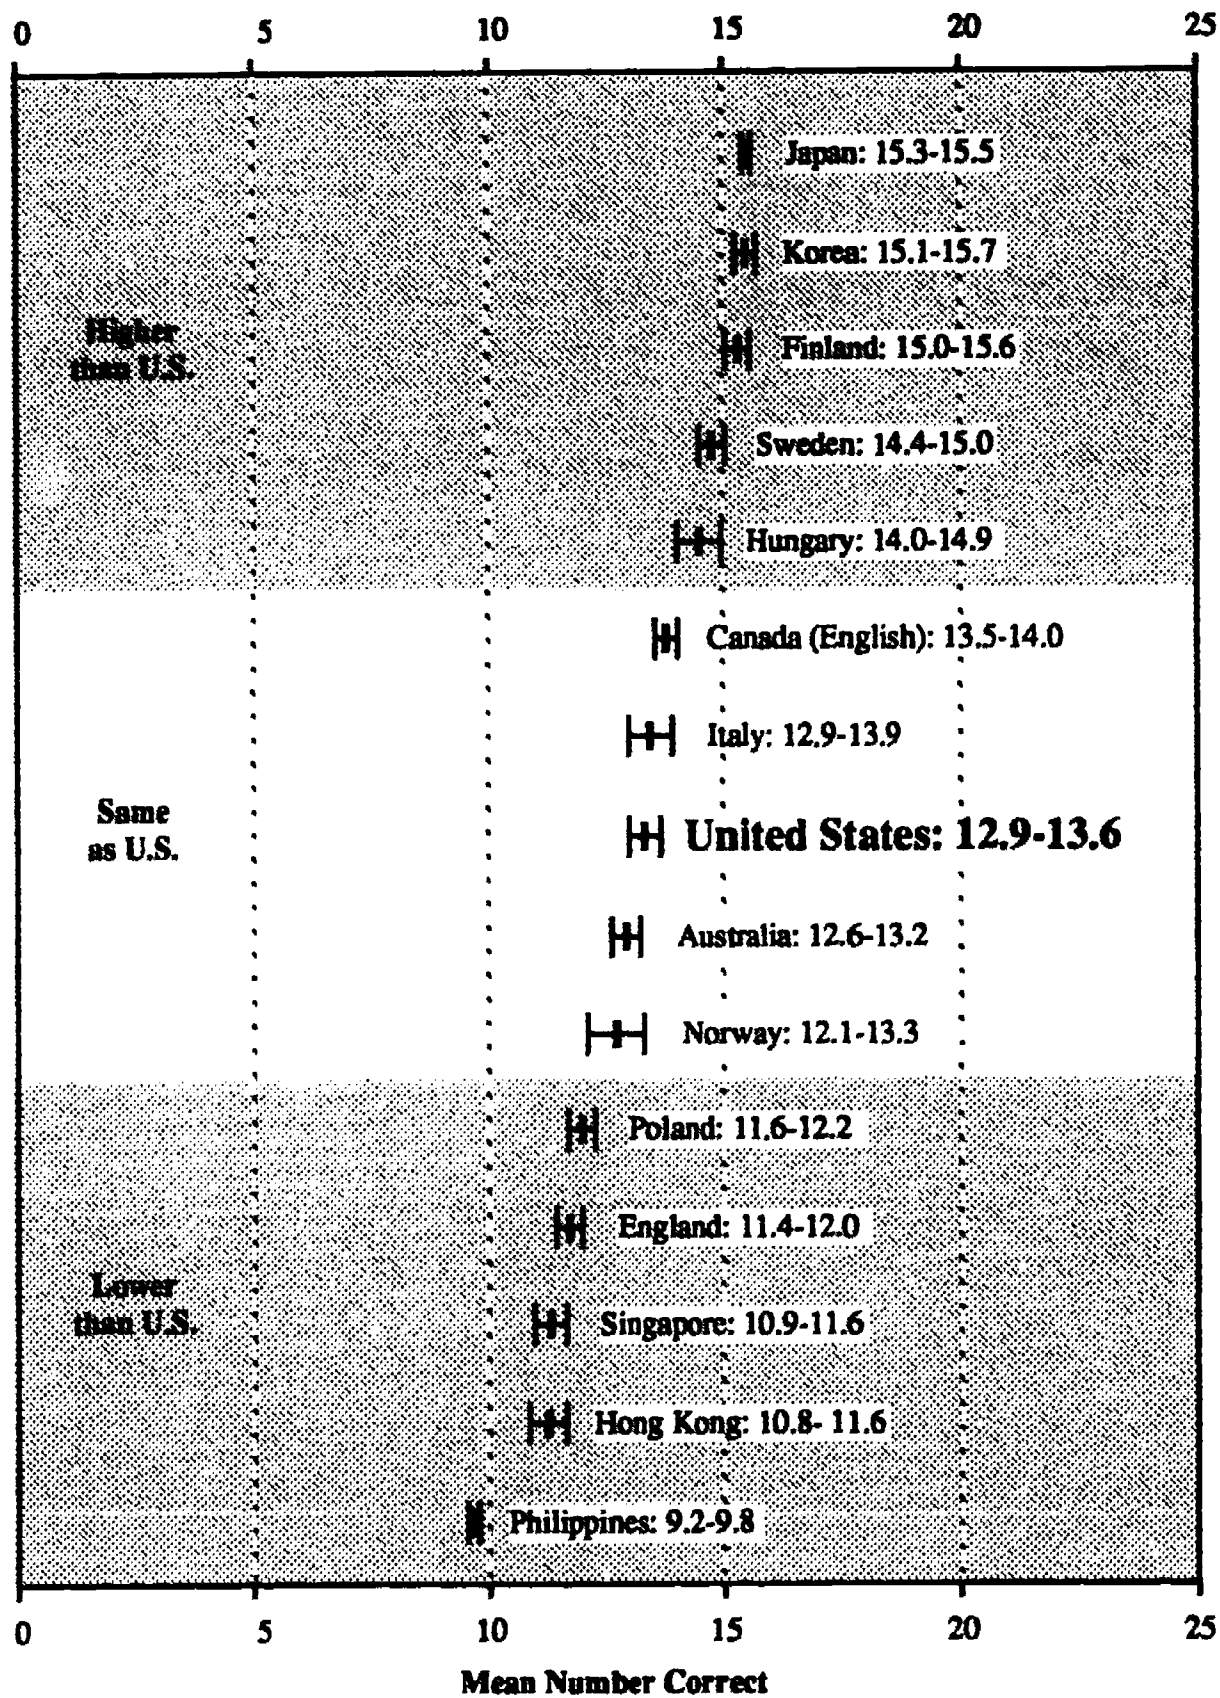 0 5 10 15 20 25
Japan: 15.3-15.5
Korea: 15.1-15.7
Higher
than U.S.
Finland: 15.0-15.6
Sweden: 14.4-15.0
Hungary: 14.0-14.9
Canada (English): 13.5-14.0
Italy: 12.9-13.9
Same
as U.S.
United States: 12.9-13.6
Australia: 12.6-13.2
Norway: 12.1-13.3
Poland: 11.6-12.2
England: 11.4-12.0
Lower
than U.S.
Singapore: 10.9-11.6
Hong Kong: 10.8- 11.6
Philippines: 9.2-9.8
0 5 10 15 20 25
Mean Number Correct